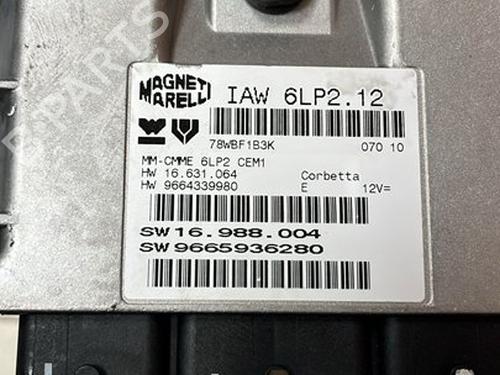 MAGNETI MARELLI IAW 6LP2.12
78WBF1B3K 070 10
MM-CMME 6LP2 CEM1
HW 16.631.064 Corbetta
HW 9664339980 E 12V=
SW16.988.004
SW9665936280